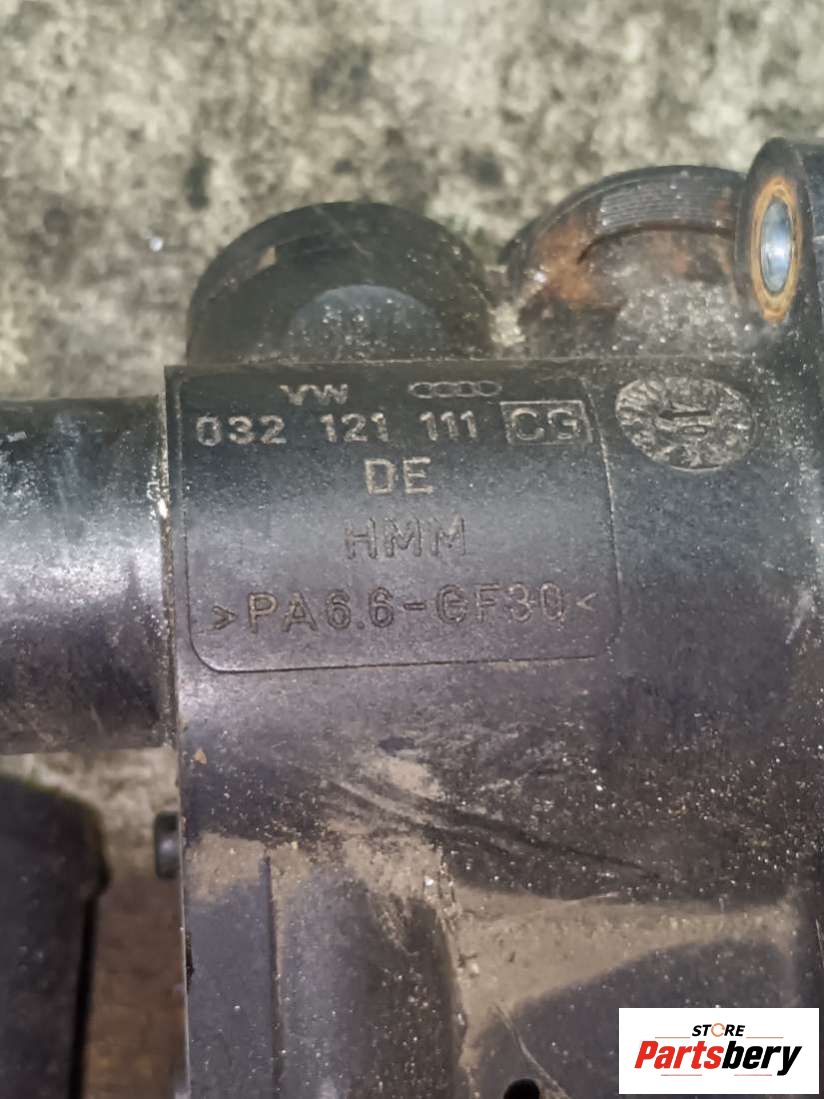 VW
032 121 111 CG
DE
HMM
>PA6.6-GF30<
STORE
Partsbery